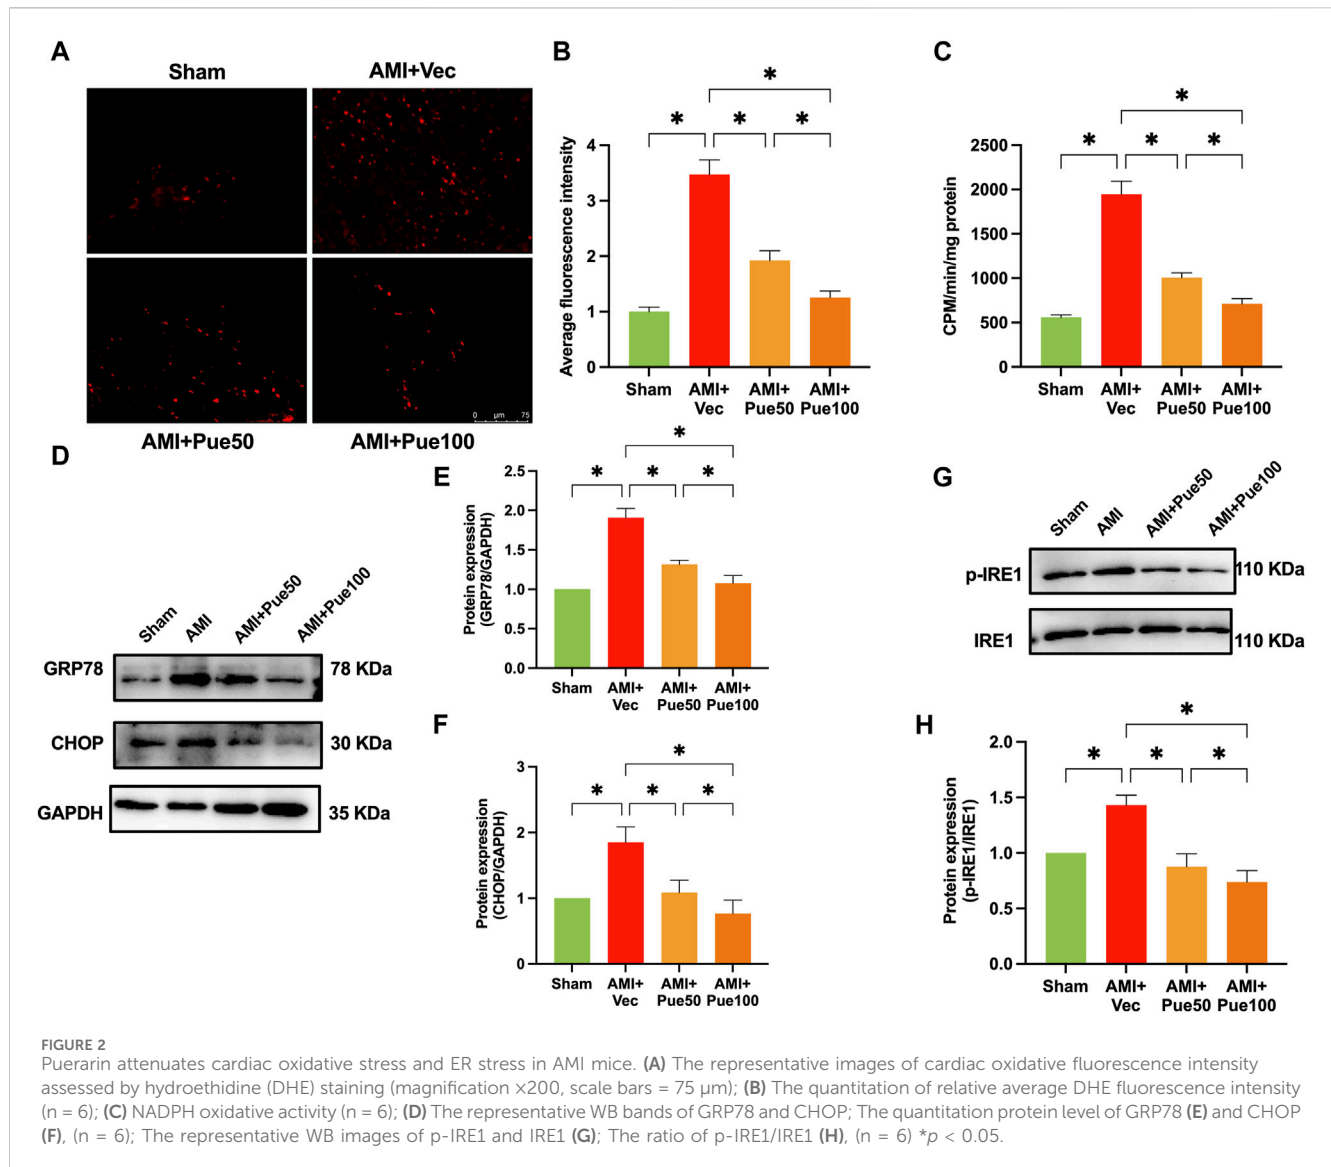 A
Sham
AMI+Vec
AMI+Pue50
AMI+Pue100
0 μm 75
B
Average fluorescence intensity
4
3
2
1
0
* * * *
Sham
AMI+
Vec
AMI+
Pue50
AMI+
Pue100
C
CPM/min/mg protein
2500
2000
1500
1000
500
0
* * * *
Sham
AMI+
Vec
AMI+
Pue50
AMI+
Pue100
D
Sham
AMI
AMI+Pue50
AMI+Pue100
GRP78
78 KDa
CHOP
30 KDa
GAPDH
35 KDa
E
Protein expression
(GRP78/GAPDH)
2.5
2.0
1.5
1.0
0.5
0.0
* * * *
Sham
AMI+
Vec
AMI+
Pue50
AMI+
Pue100
F
Protein expression
(CHOP/GAPDH)
3
2
1
0
* * * *
Sham
AMI+
Vec
AMI+
Pue50
AMI+
Pue100
G
Sham
AMI
AMI+Pue50
AMI+Pue100
p-IRE1
110 KDa
IRE1
110 KDa
H
Protein expression
(p-IRE1/IRE1)
2.0
1.5
1.0
0.5
0.0
* * * *
Sham
AMI+
Vec
AMI+
Pue50
AMI+
Pue100
FIGURE 2
Puerarin attenuates cardiac oxidative stress and ER stress in AMI mice. (A) The representative images of cardiac oxidative fluorescence intensity
assessed by hydroethidine (DHE) staining (magnification ×200, scale bars = 75 μm); (B) The quantitation of relative average DHE fluorescence intensity
(n = 6); (C) NADPH oxidative activity (n = 6); (D) The representative WB bands of GRP78 and CHOP; The quantitation protein level of GRP78 (E) and CHOP
(F), (n = 6); The representative WB images of p-IRE1 and IRE1 (G); The ratio of p-IRE1/IRE1 (H), (n = 6) *p < 0.05.